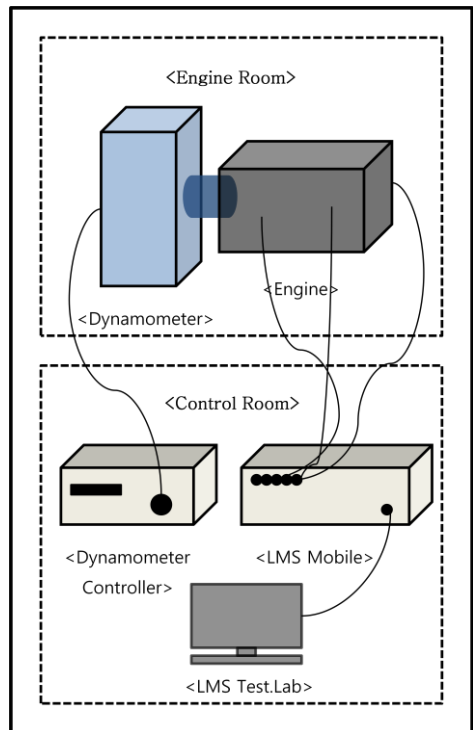 <Engine Room>
<Engine>
<Dynamometer>
<Control Room>
<Dynamometer
Controller>
<LMS Mobile>
<LMS Test.Lab>